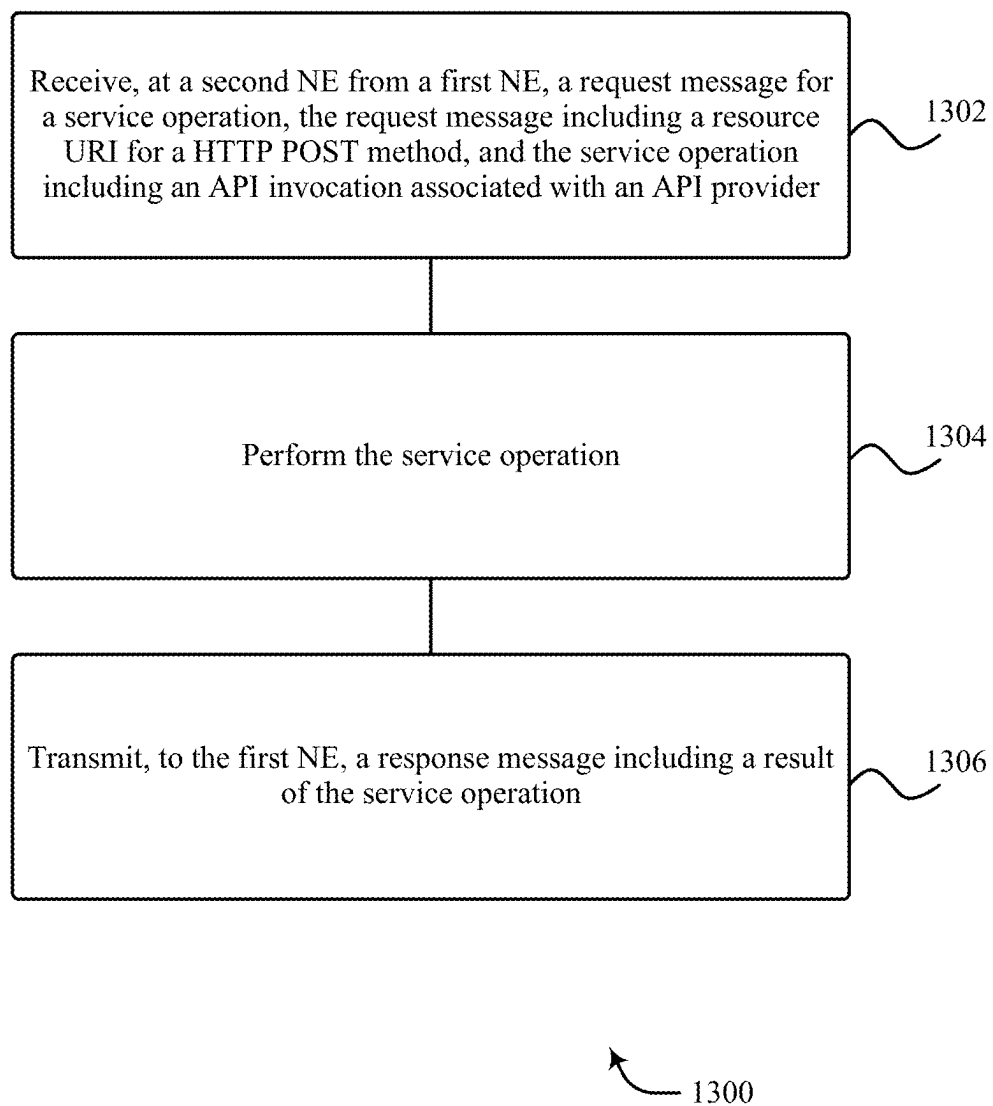 Receive, at a second NE from a first NE, a request message for
a service operation, the request message including a resource
URI for a HTTP POST method, and the service operation
including an API invocation associated with an API provider
1302
Perform the service operation
1304
Transmit, to the first NE, a response message including a result
of the service operation
1306
1300